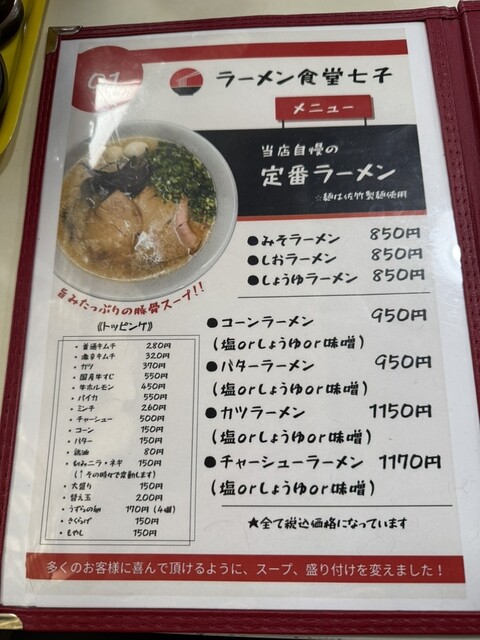 01
ラーメン食堂七子
メニュー
当店自慢の
定番ラーメン
☆麺は佐竹製麺使用
●みそラーメン 850円
●しおラーメン 850円
●しょうゆラーメン 850円
旨みたっぷりの豚骨スープ!!
●コーンラーメン 950円
(塩orしょうゆor味噌)
●バターラーメン 950円
(塩orしょうゆor味噌)
●カツラーメン 1150円
(塩orしょうゆor味噌)
●チャーシューラーメン 1170円
(塩orしょうゆor味噌)
★全て税込価格になっています
《トッピング》
・普通キムチ 280円
・激辛キムチ 320円
・カツ 370円
・国産牛すじ 550円
・牛ホルモン 450円
・パイカ 550円
・ミンチ 260円
・チャーシュー 500円
・コーン 150円
・バター 150円
・鶏油 80円
・刻みニラ・ネギ 150円
(↑その時々で変動します)
・大盛り 150円
・替え玉 200円
・うずらの卵 170円(4個)
・きくらげ 150円
・もやし 150円
多くのお客様に喜んで頂けるように、スープ、盛り付けを変えました!